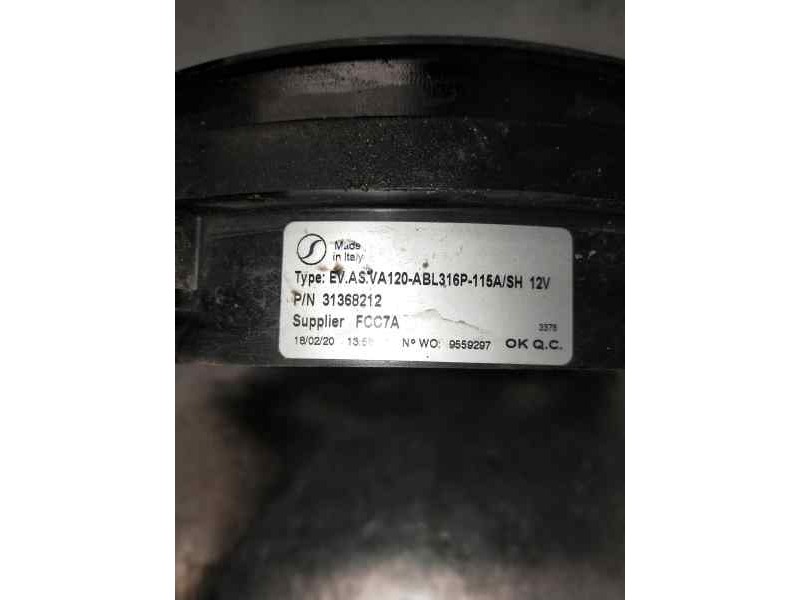 Made
in Italy
Type: EV.AS.VA120-ABL316P-115A/SH 12V
P/N 31368212
Supplier FCC7A
3378
18/02/20 Nº WO: 9559297 OK Q.C.